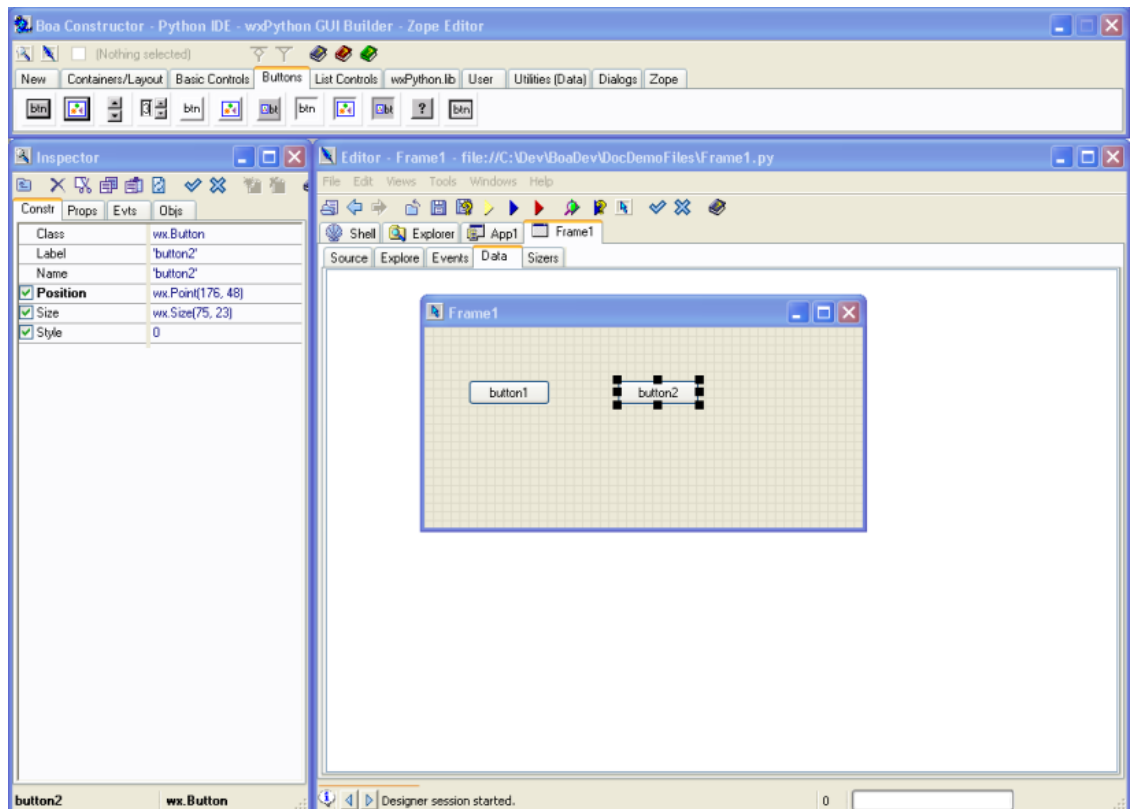 Boa Constructor - Python IDE - wxPython GUI Builder - Zope Editor
(Nothing selected)
New Containers/Layout Basic Controls Buttons List Controls wxPython.lib User Utilities (Data) Dialogs Zope
btn btn btn ? btn
Inspector
Constr Props Evts Objs
Class wx.Button
Label 'button2'
Name 'button2'
Position wx.Point(176, 48)
Size wx.Size(75, 23)
Style 0
button2 wx.Button
Editor - Frame1 - file://C:\Dev\BoaDev\DocDemoFiles\Frame1.py
File Edit Views Tools Windows Help
Shell Explorer App1 Frame1
Source Explore Events Data Sizers
Frame1
button1 button2
Designer session started. 0